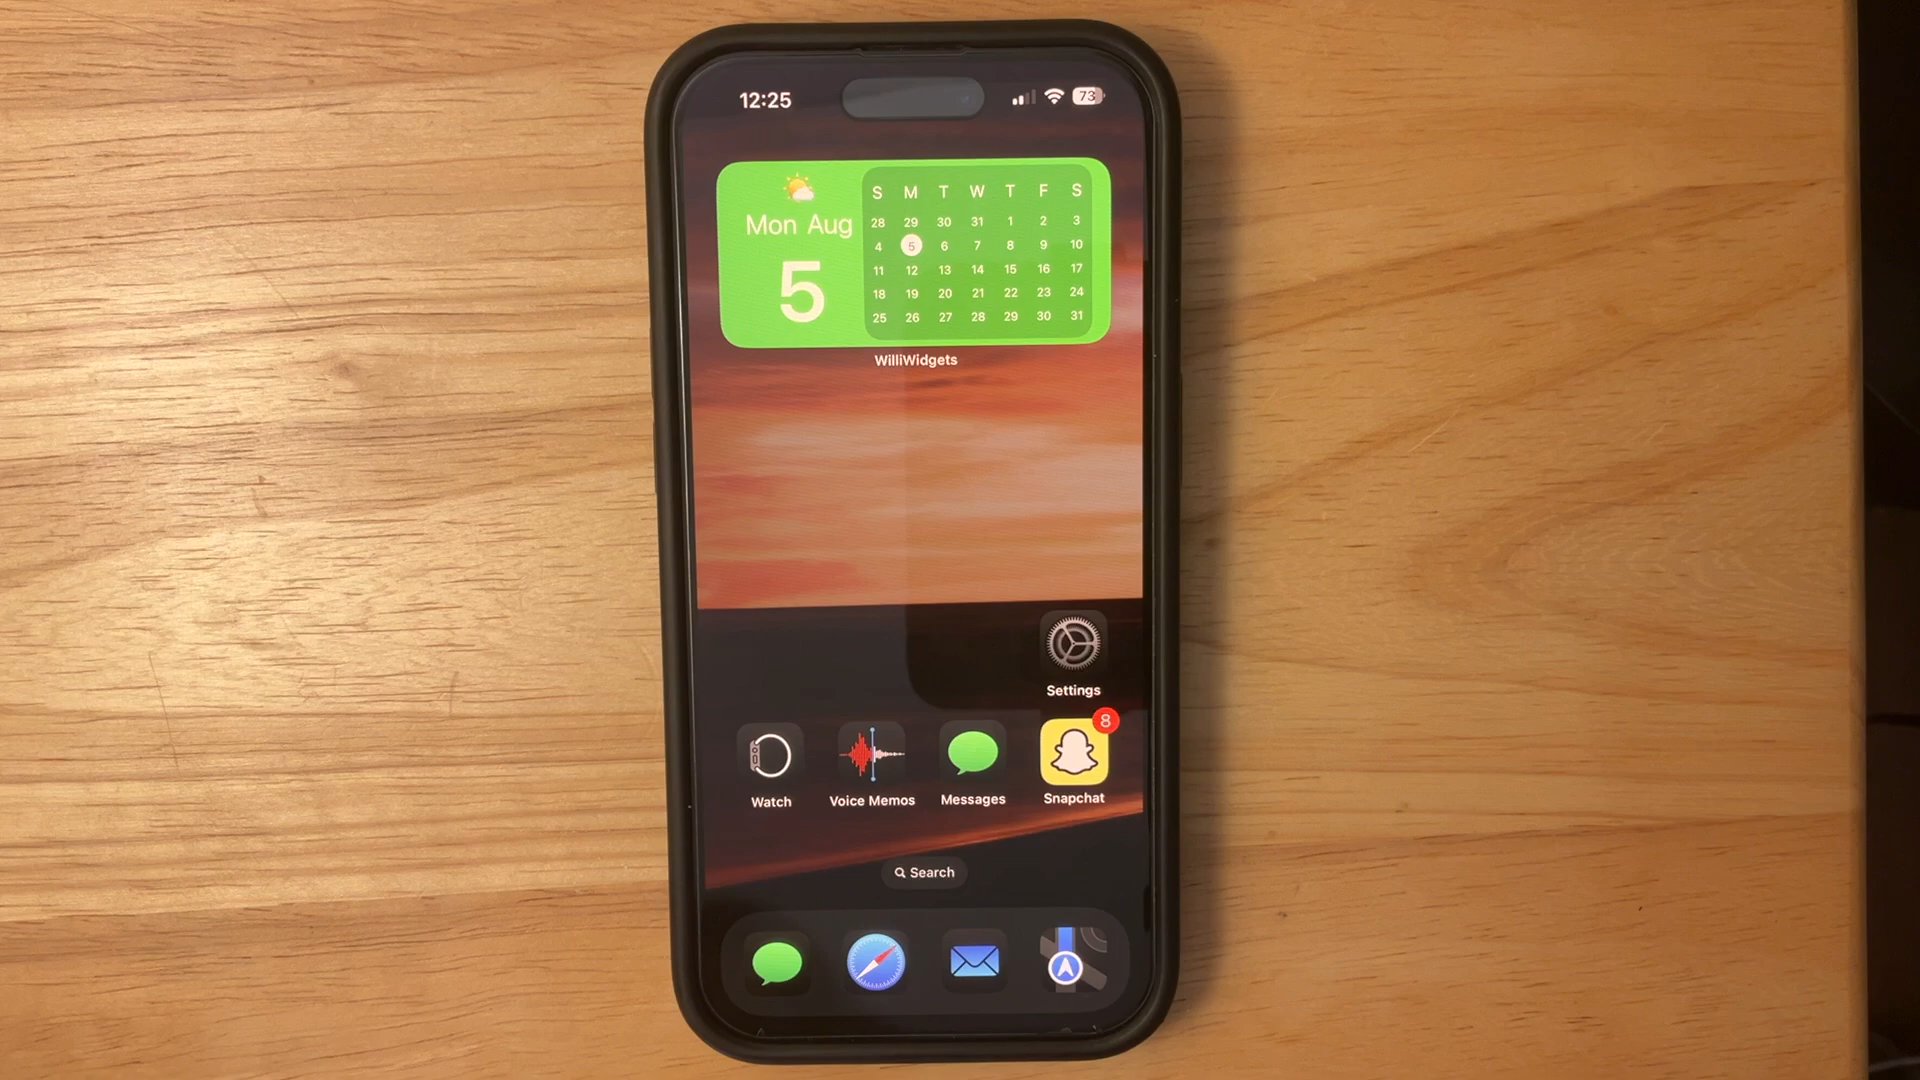 12:25
73
Mon Aug
5
S M T W T F S
28 29 30 31 1 2 3
4 5 6 7 8 9 10
11 12 13 14 15 16 17
18 19 20 21 22 23 24
25 26 27 28 29 30 31
WilliWidgets
Settings
8
Watch Voice Memos Messages Snapchat
Search